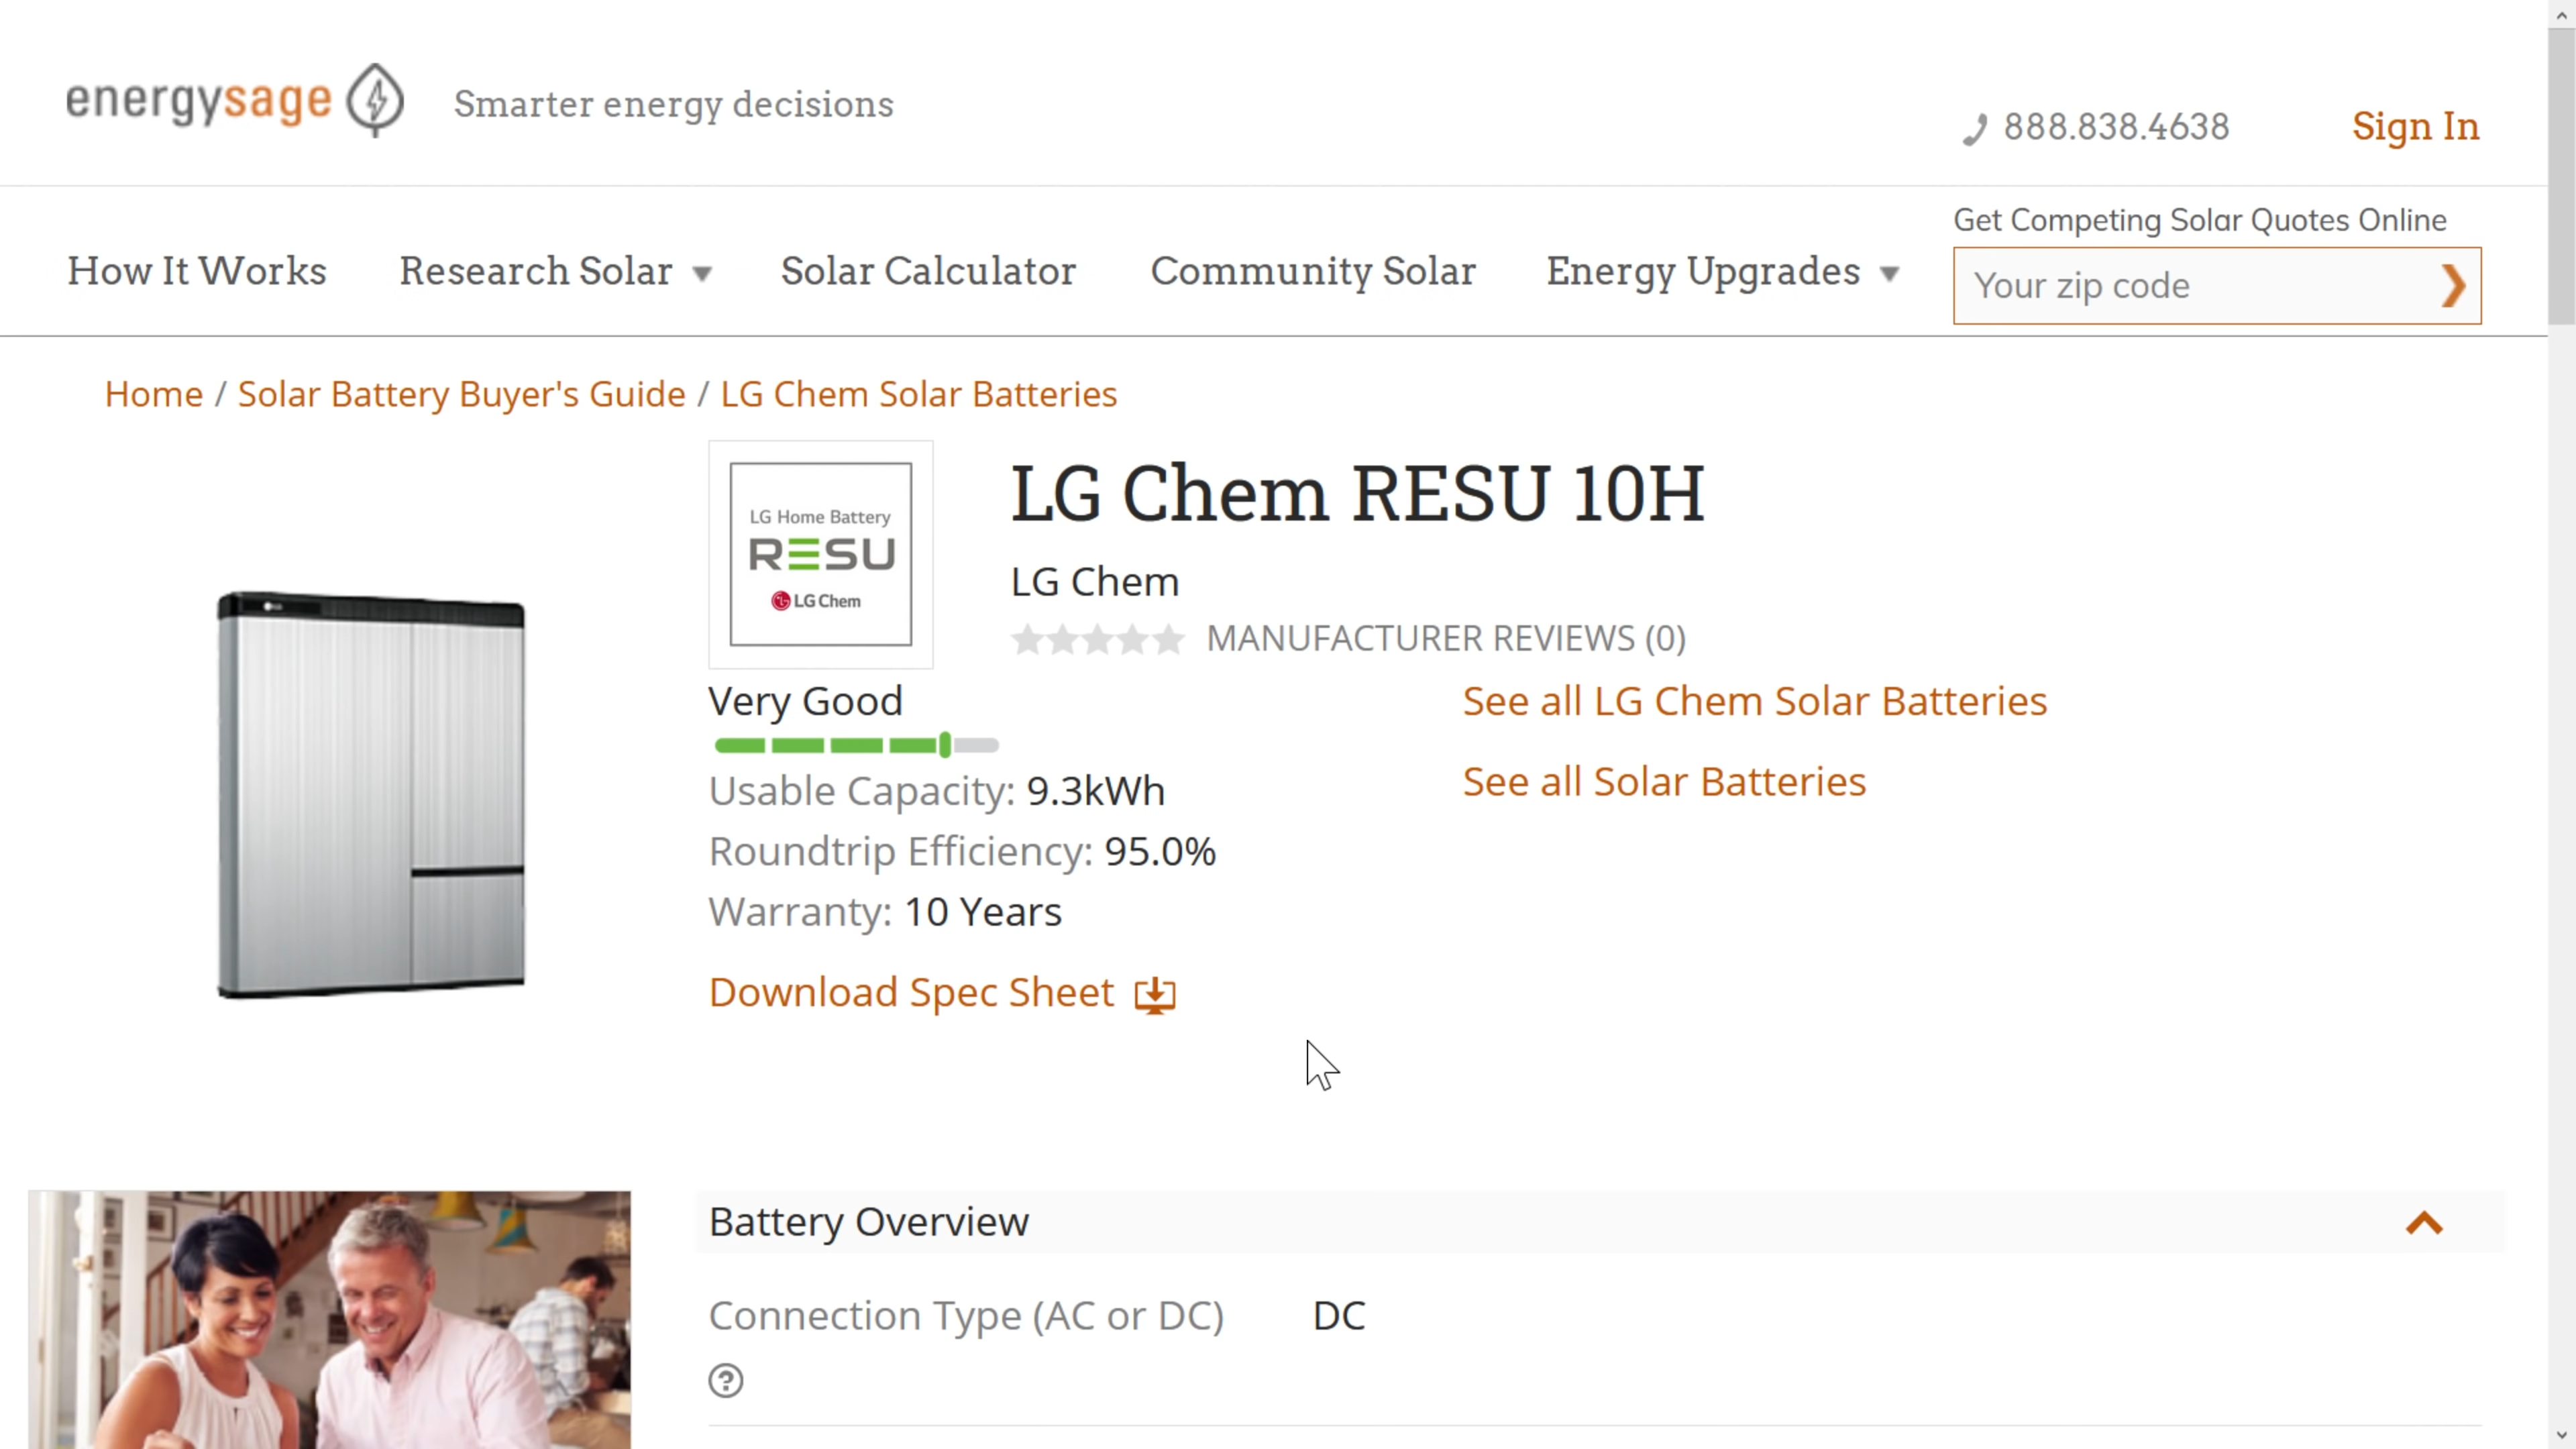 energysage
Smarter energy decisions
888.838.4638
Sign In
How It Works
Research Solar
Solar Calculator
Community Solar
Energy Upgrades
Get Competing Solar Quotes Online
Your zip code
Home / Solar Battery Buyer's Guide / LG Chem Solar Batteries
LG Home Battery
RESU
LG Chem
LG Chem RESU 10H
LG Chem
MANUFACTURER REVIEWS (0)
Very Good
See all LG Chem Solar Batteries
Usable Capacity: 9.3kWh
See all Solar Batteries
Roundtrip Efficiency: 95.0%
Warranty: 10 Years
Download Spec Sheet
Battery Overview
Connection Type (AC or DC)
DC
?